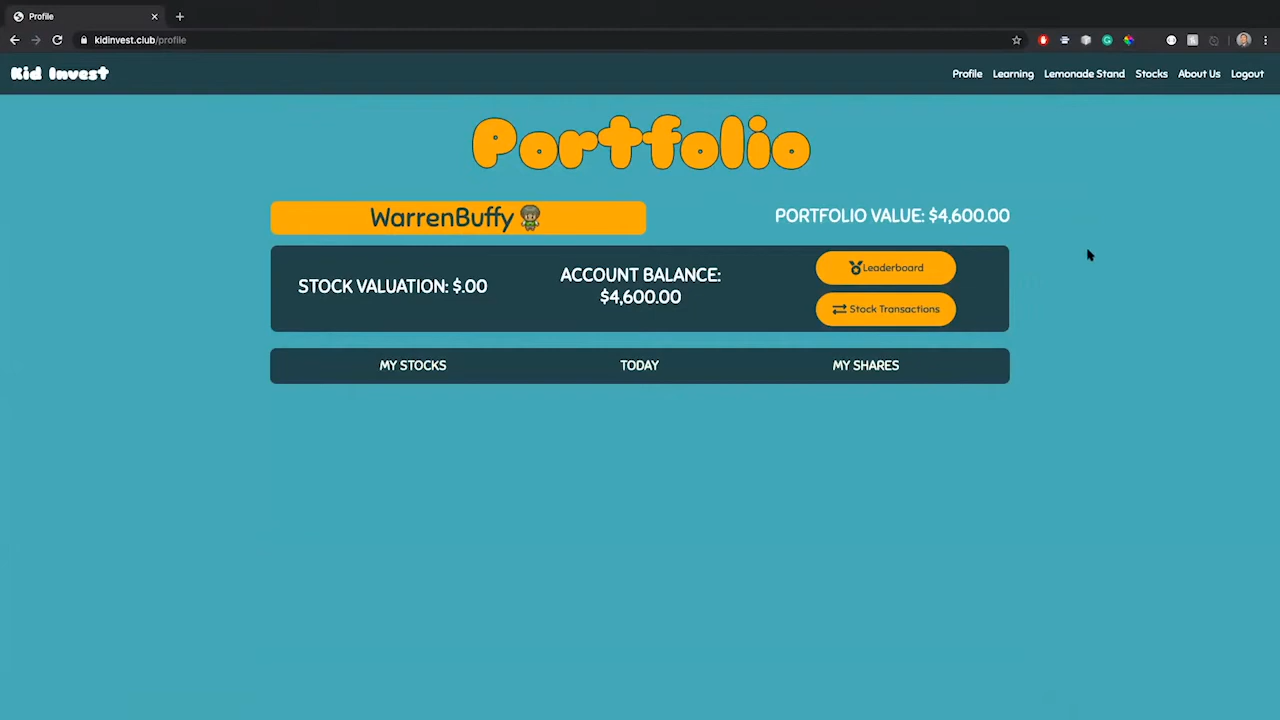 Profile
kidinvest.club/profile
Kid Invest
Profile Learning Lemonade Stand Stocks About Us Logout
Portfolio
WarrenBuffy
PORTFOLIO VALUE: $4,600.00
STOCK VALUATION: $.00
ACCOUNT BALANCE:
$4,600.00
Leaderboard
Stock Transactions
MY STOCKS TODAY MY SHARES